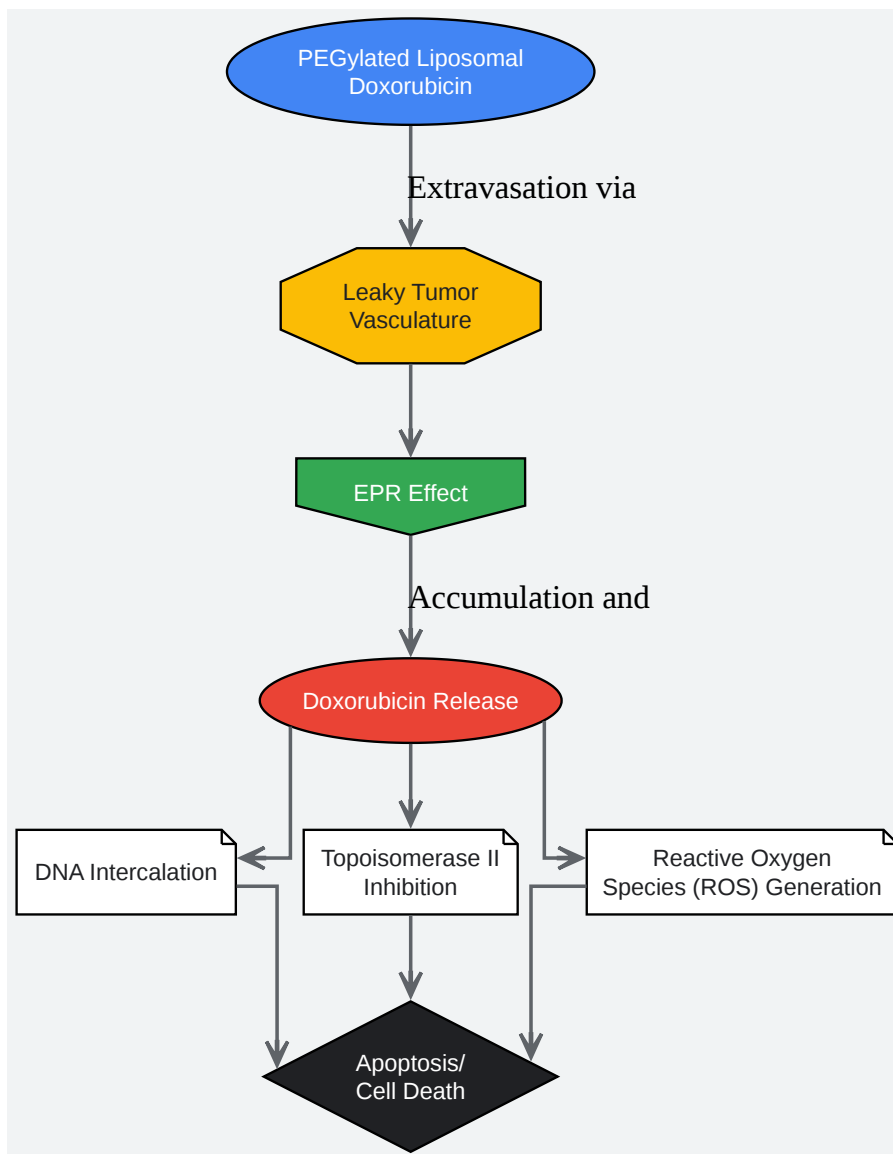 PEGylated Liposomal
Doxorubicin
Extravasation via
Leaky Tumor
Vasculature
EPR Effect
Accumulation and
Doxorubicin Release
DNA Intercalation
Topoisomerase II
Inhibition
Reactive Oxygen
Species (ROS) Generation
Apoptosis/
Cell Death